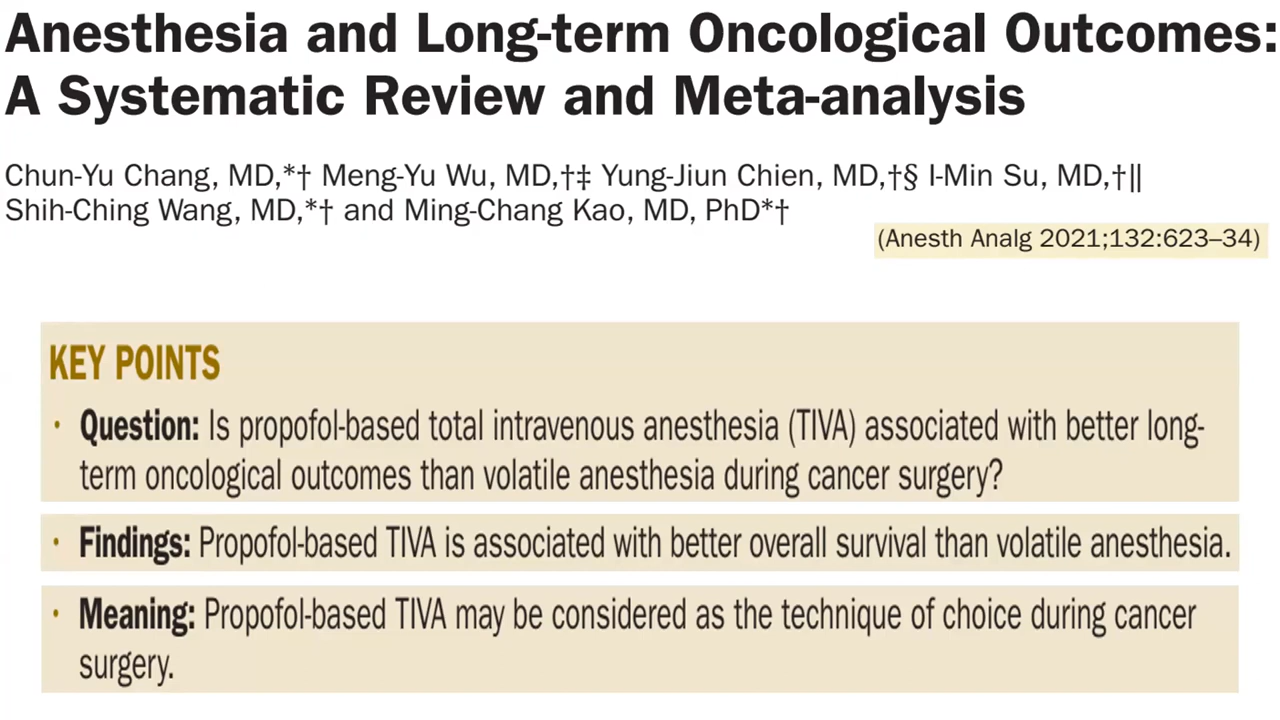 Anesthesia and Long-term Oncological Outcomes:
A Systematic Review and Meta-analysis
Chun-Yu Chang, MD,*† Meng-Yu Wu, MD,†‡ Yung-Jiun Chien, MD,†§ I-Min Su, MD,†||
Shih-Ching Wang, MD,*† and Ming-Chang Kao, MD, PhD*†
(Anesth Analg 2021;132:623–34)
KEY POINTS
• Question: Is propofol-based total intravenous anesthesia (TIVA) associated with better long-
term oncological outcomes than volatile anesthesia during cancer surgery?
• Findings: Propofol-based TIVA is associated with better overall survival than volatile anesthesia.
• Meaning: Propofol-based TIVA may be considered as the technique of choice during cancer
surgery.